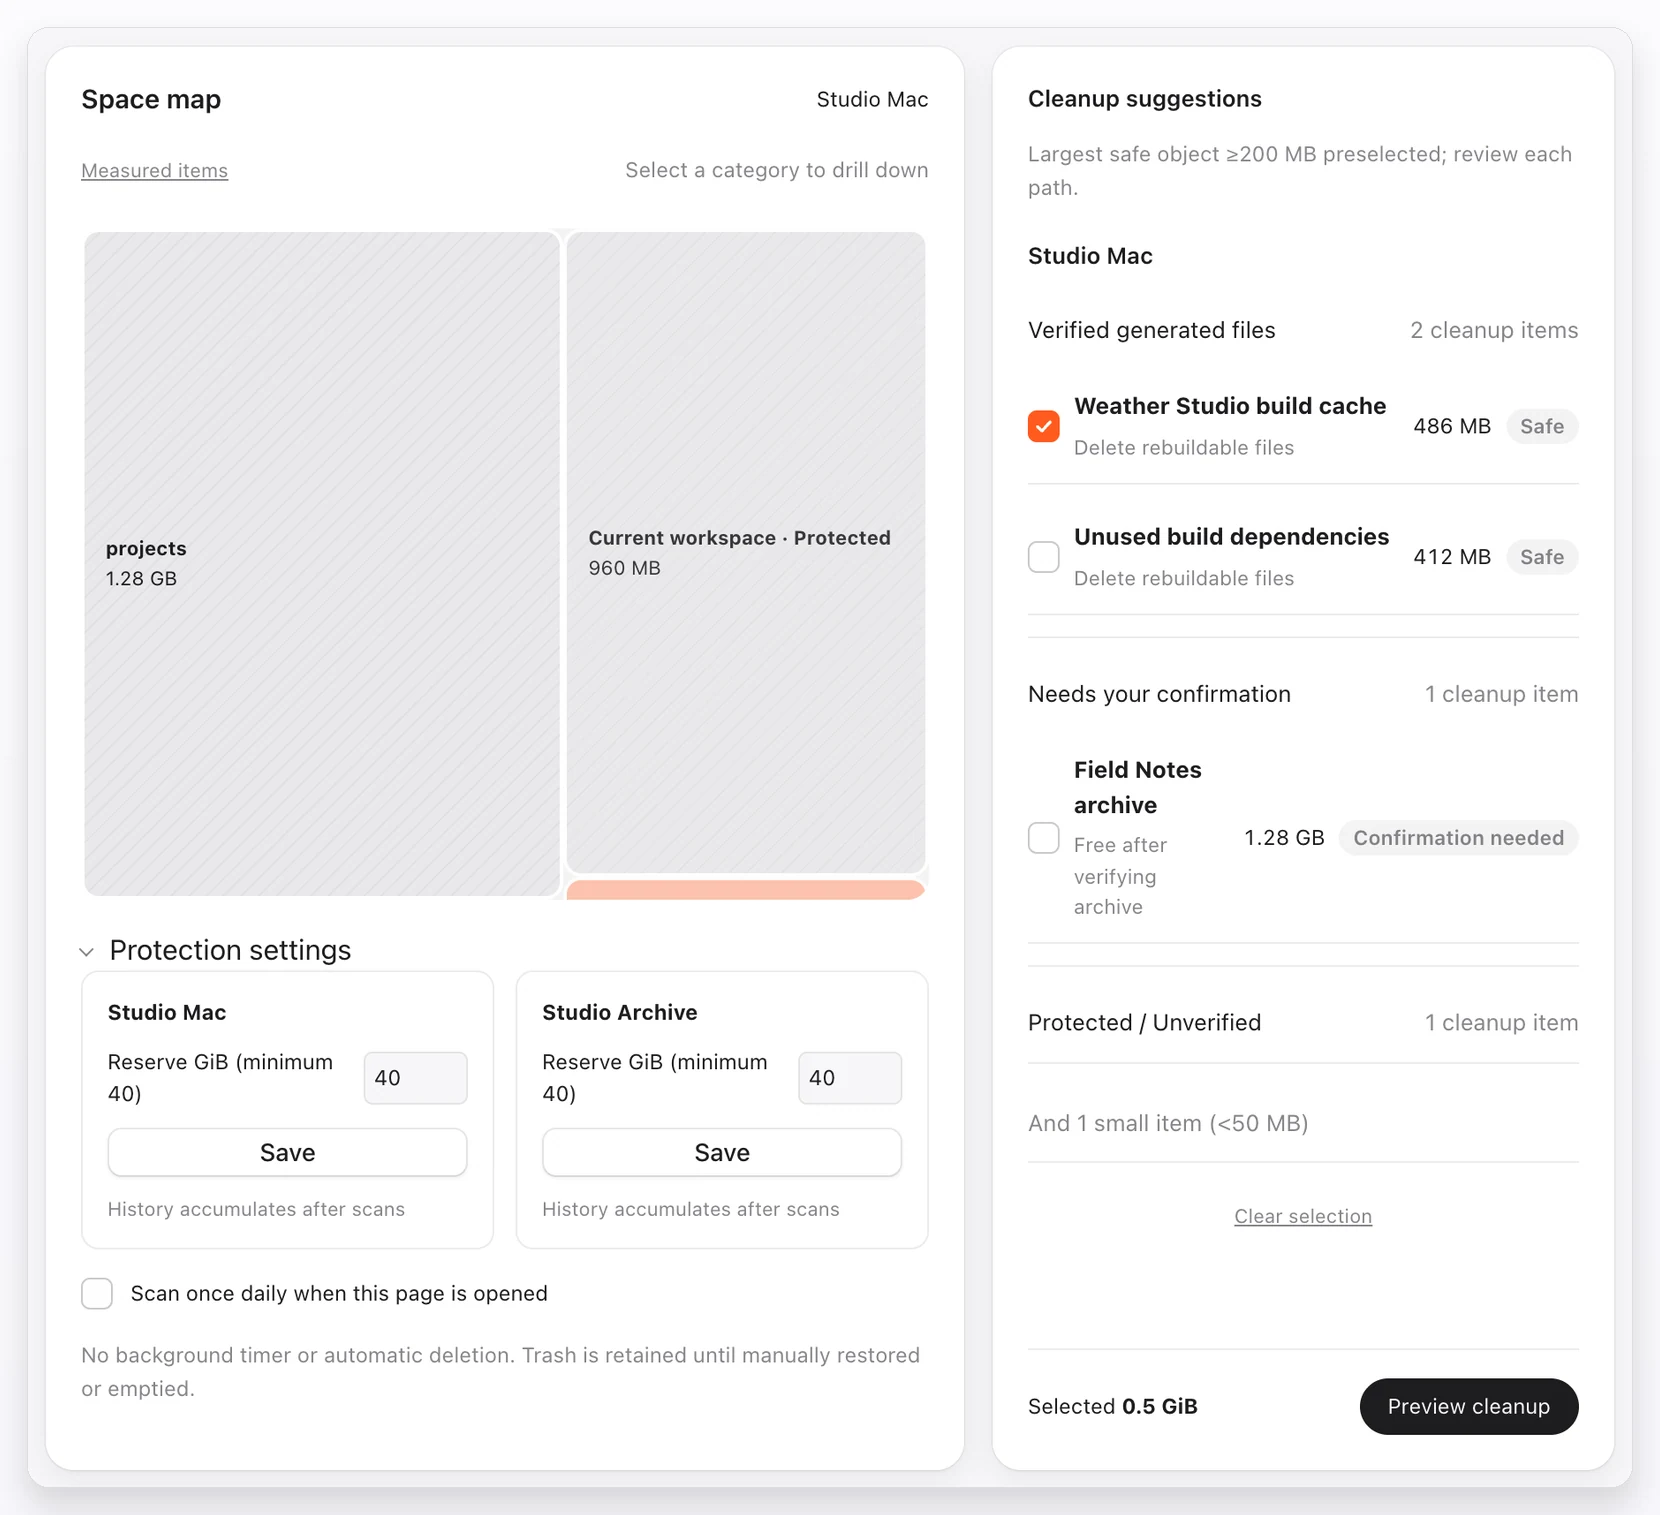 Space map
Studio Mac
Measured items
Select a category to drill down
projects
1.28 GB
Current workspace · Protected
960 MB
Protection settings
Studio Mac
Reserve GiB (minimum
40)
40
Save
History accumulates after scans
Studio Archive
Reserve GiB (minimum
40)
40
Save
History accumulates after scans
Scan once daily when this page is opened
No background timer or automatic deletion. Trash is retained until manually restored
or emptied.
Cleanup suggestions
Largest safe object ≥200 MB preselected; review each
path.
Studio Mac
Verified generated files
2 cleanup items
Weather Studio build cache
Delete rebuildable files
486 MB
Safe
Unused build dependencies
Delete rebuildable files
412 MB
Safe
Needs your confirmation
1 cleanup item
Field Notes
archive
Free after
verifying
archive
1.28 GB
Confirmation needed
Protected / Unverified
1 cleanup item
And 1 small item (<50 MB)
Clear selection
Selected 0.5 GiB
Preview cleanup